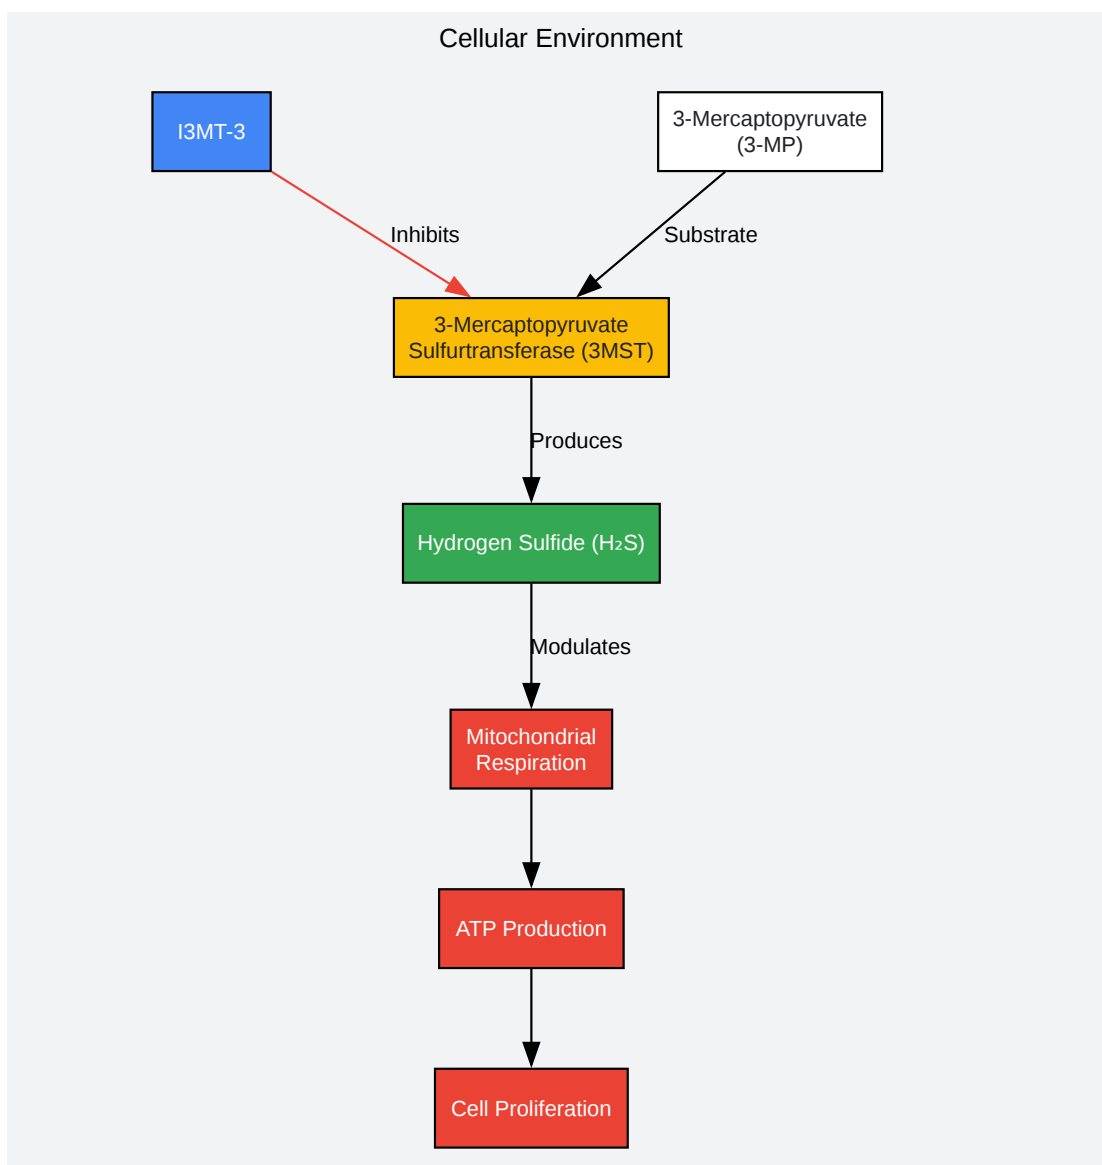 Cellular Environment
I3MT-3
3-Mercaptopyruvate
(3-MP)
Inhibits
Substrate
3-Mercaptopyruvate
Sulfurtransferase (3MST)
Produces
Hydrogen Sulfide (H₂S)
Modulates
Mitochondrial
Respiration
ATP Production
Cell Proliferation